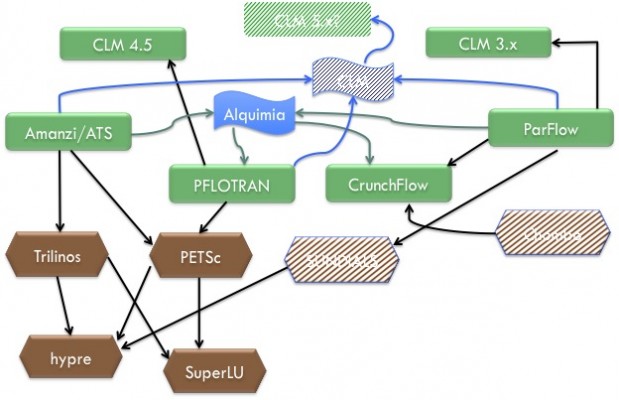 CLM 5.x?
CLM 4.5
CLM 3.x
CLM
Alquimia
Amanzi/ATS
ParFlow
PFLOTRAN
CrunchFlow
Chombo
Trilinos
PETSc
SUNDIALS
hypre
SuperLU